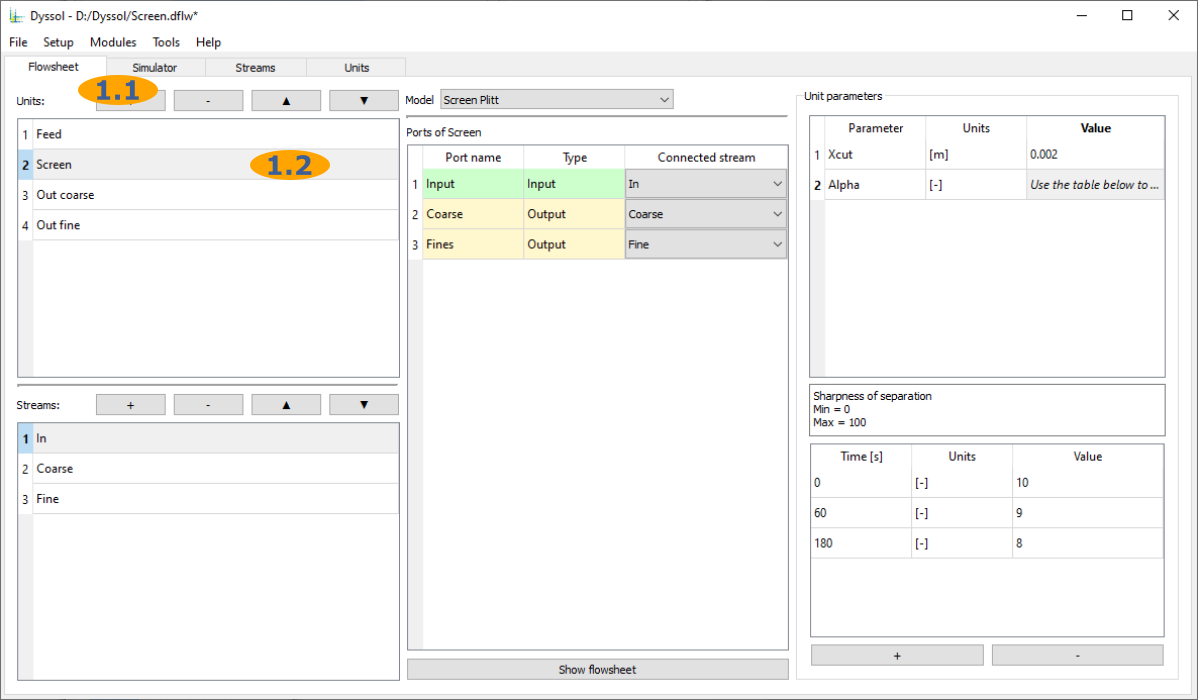 Dyssol - D:/Dyssol/Screen.dflw*
File Setup Modules Tools Help
Flowsheet Simulator Streams Units
Units: 1.1 - ▲ ▼
1 Feed
2 Screen 1.2
3 Out coarse
4 Out fine
Streams: + - ▲ ▼
1 In
2 Coarse
3 Fine
Model Screen Plitt
Ports of Screen
Port name Type Connected stream
1 Input Input In
2 Coarse Output Coarse
3 Fines Output Fine
Show flowsheet
Unit parameters
Parameter Units Value
1 Xcut [m] 0.002
2 Alpha [-] Use the table below to ...
Sharpness of separation
Min = 0
Max = 100
Time [s] Units Value
0 [-] 10
60 [-] 9
180 [-] 8
+ -